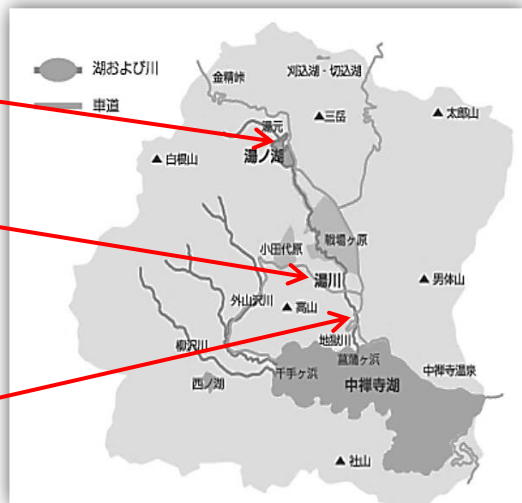 湖および川
車道
金精峠
刈込湖・切込湖
湯元
▲三岳
▲太郎山
湯ノ湖
▲白根山
小田代原
戦場ヶ原
湯川
▲男体山
外山沢川
▲高山
柳沢川
地獄川
西ノ湖
千手ヶ浜
菖蒲ヶ浜
中禅寺湖
中禅寺温泉
▲社山